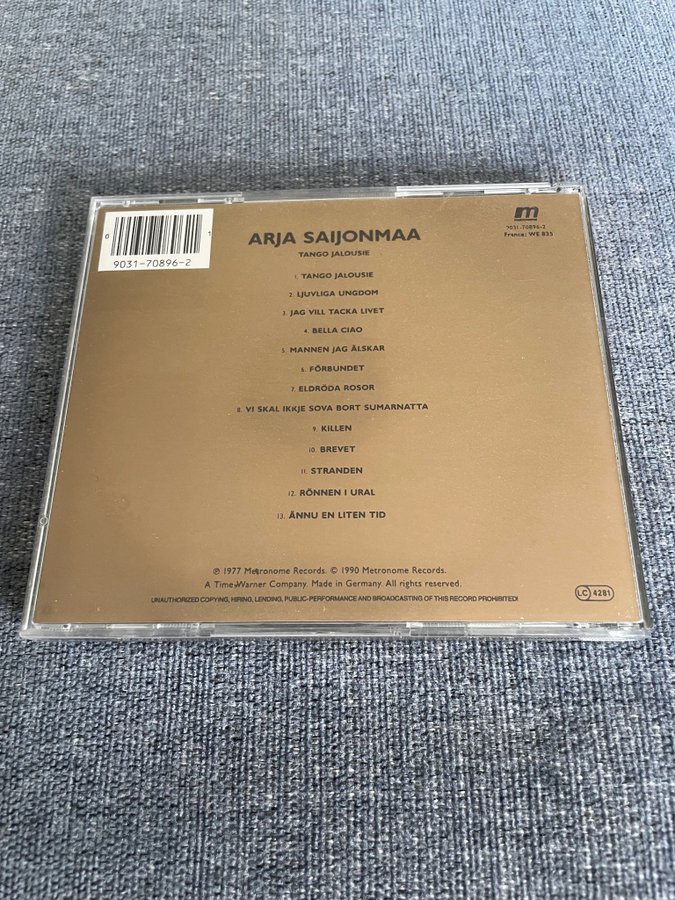 0
1
9031-70896-2
m
9031-70896-2
France: WE 835
ARJA SAIJONMAA
TANGO JALOUSIE
1. TANGO JALOUSIE
2. LJUVLIGA UNGDOM
3. JAG VILL TACKA LIVET
4. BELLA CIAO
5. MANNEN JAG ÄLSKAR
6. FÖRBUNDET
7. ELDRÖDA ROSOR
8. VI SKAL IKKJE SOVA BORT SUMARNATTA
9. KILLEN
10. BREVET
11. STRANDEN
12. RÖNNEN I URAL
13. ÄNNU EN LITEN TID
℗ 1977 Metronome Records. © 1990 Metronome Records.
A Time-Warner Company. Made in Germany. All rights reserved.
UNAUTHORIZED COPYING, HIRING, LENDING, PUBLIC-PERFORMANCE AND BROADCASTING OF THIS RECORD PROHIBITED!
LC 4281